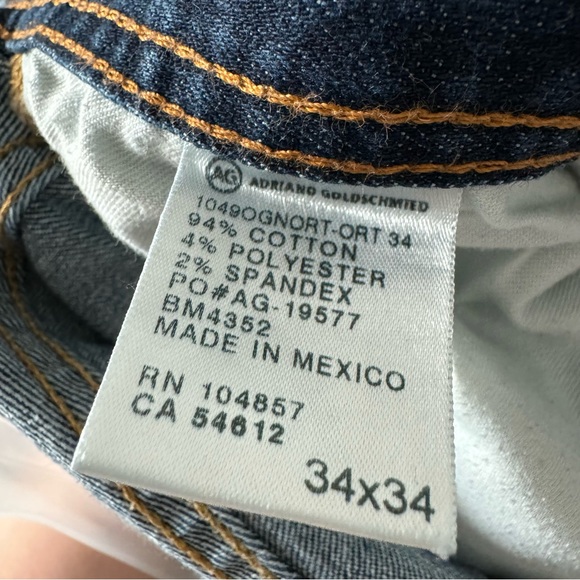 AG ADRIANO GOLDSCHMIED
1049OGNORT-ORT 34
94% COTTON
4% POLYESTER
2% SPANDEX
PO#AG-19577
BM4352
MADE IN MEXICO
RN 104857
CA 54612
34x34